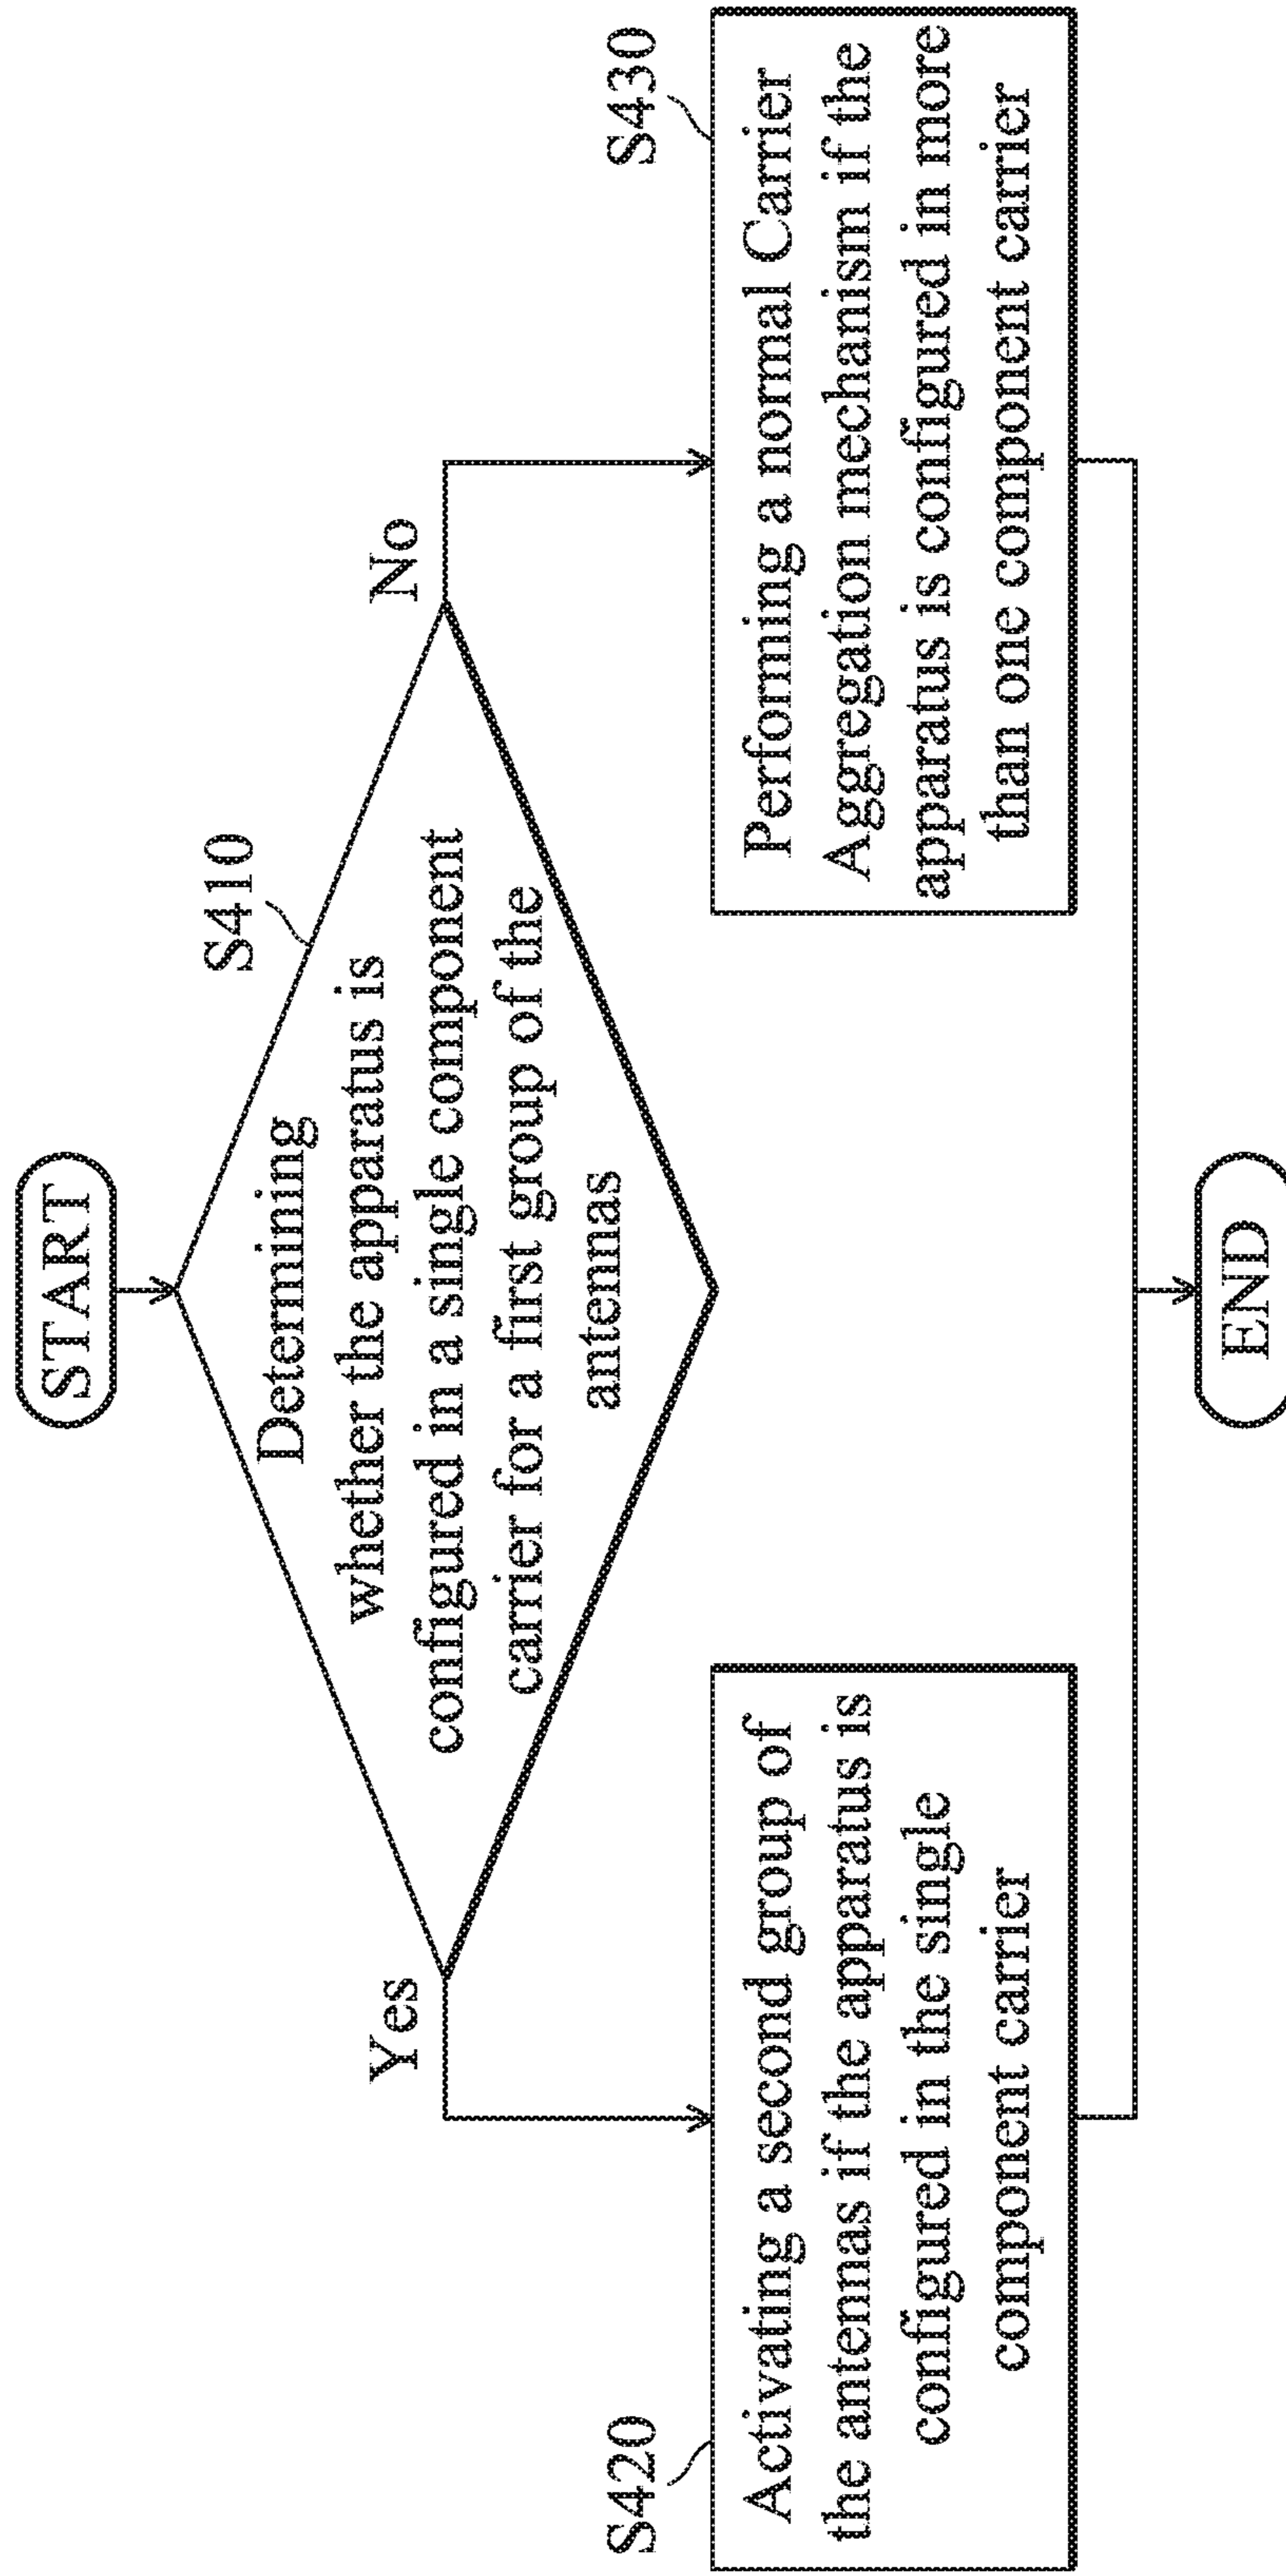 START
S410
Determining
whether the apparatus is
configured in a single component
carrier for a first group of the
antennas
Yes
No
S420
Activating a second group of
the antennas if the apparatus is
configured in the single
component carrier
S430
Performing a normal Carrier
Aggregation mechanism if the
apparatus is configured in more
than one component carrier
END